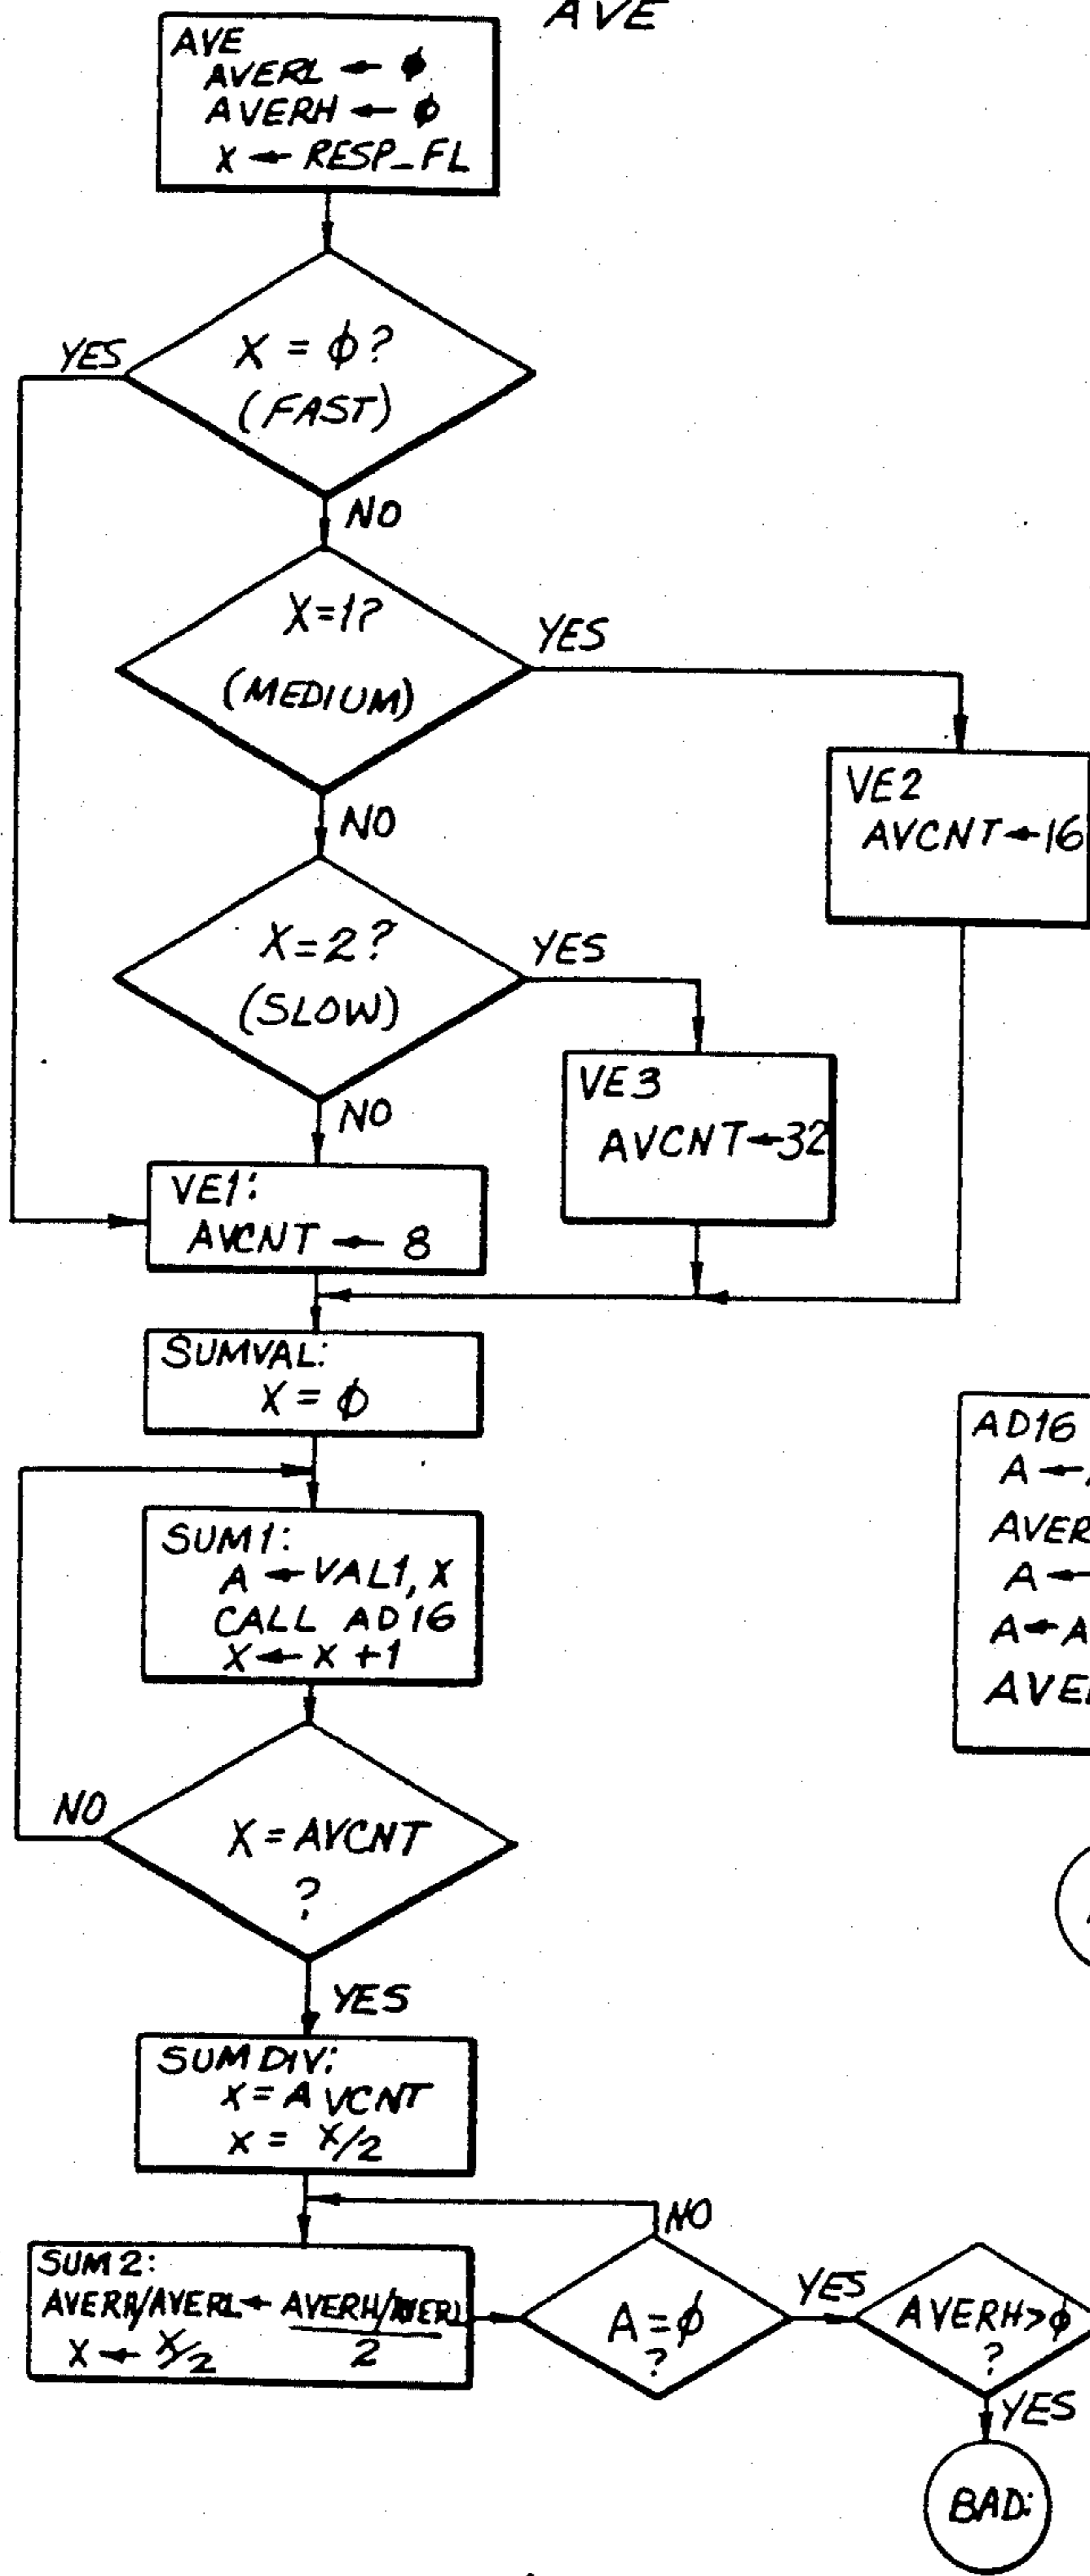 AVE
AVE
AVERL ← ϕ
AVERH ← ϕ
X ← RESP_FL
X = ϕ?
(FAST)
YES
NO
X=1?
(MEDIUM)
YES
NO
VE2
AVCNT←16
X=2?
(SLOW)
YES
NO
VE3
AVCNT←32
VE1:
AVCNT ← 8
SUMVAL:
X = ϕ
SUM1:
A ← VAL1, X
CALL AD16
X ← X +1
AD16
A ←
AVER
A ←
A←A
AVE
X = AVCNT
?
NO
YES
SUMDIV:
X = AVCNT
X = X/2
SUM2:
AVERH/AVERL ← AVERH/AVERL
2
X ← X/2
A = ϕ
?
NO
YES
AVERH>ϕ
?
YES
BAD: